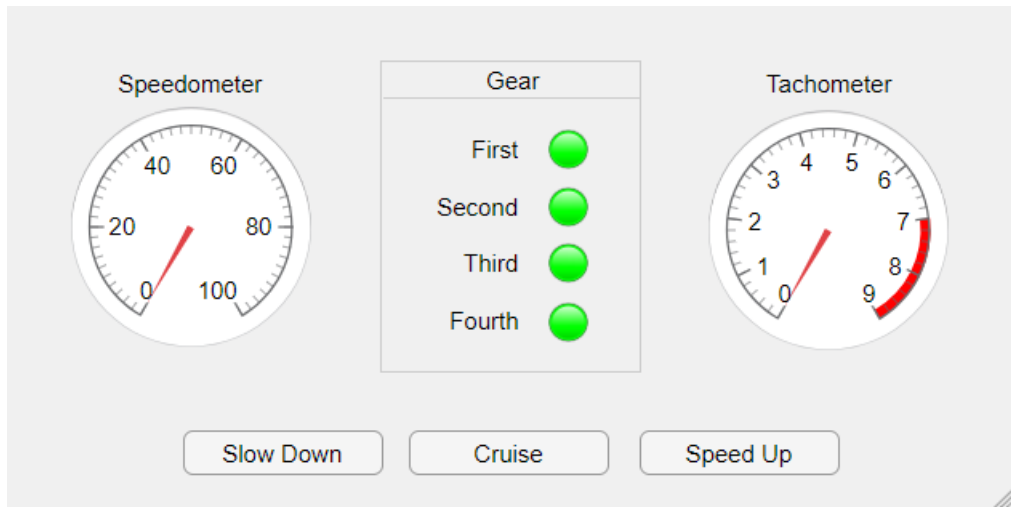 Speedometer
40 60
20 80
0 100
Gear
First
Second
Third
Fourth
Tachometer
4 5
3 6
2 7
1 8
0 9
Slow Down
Cruise
Speed Up